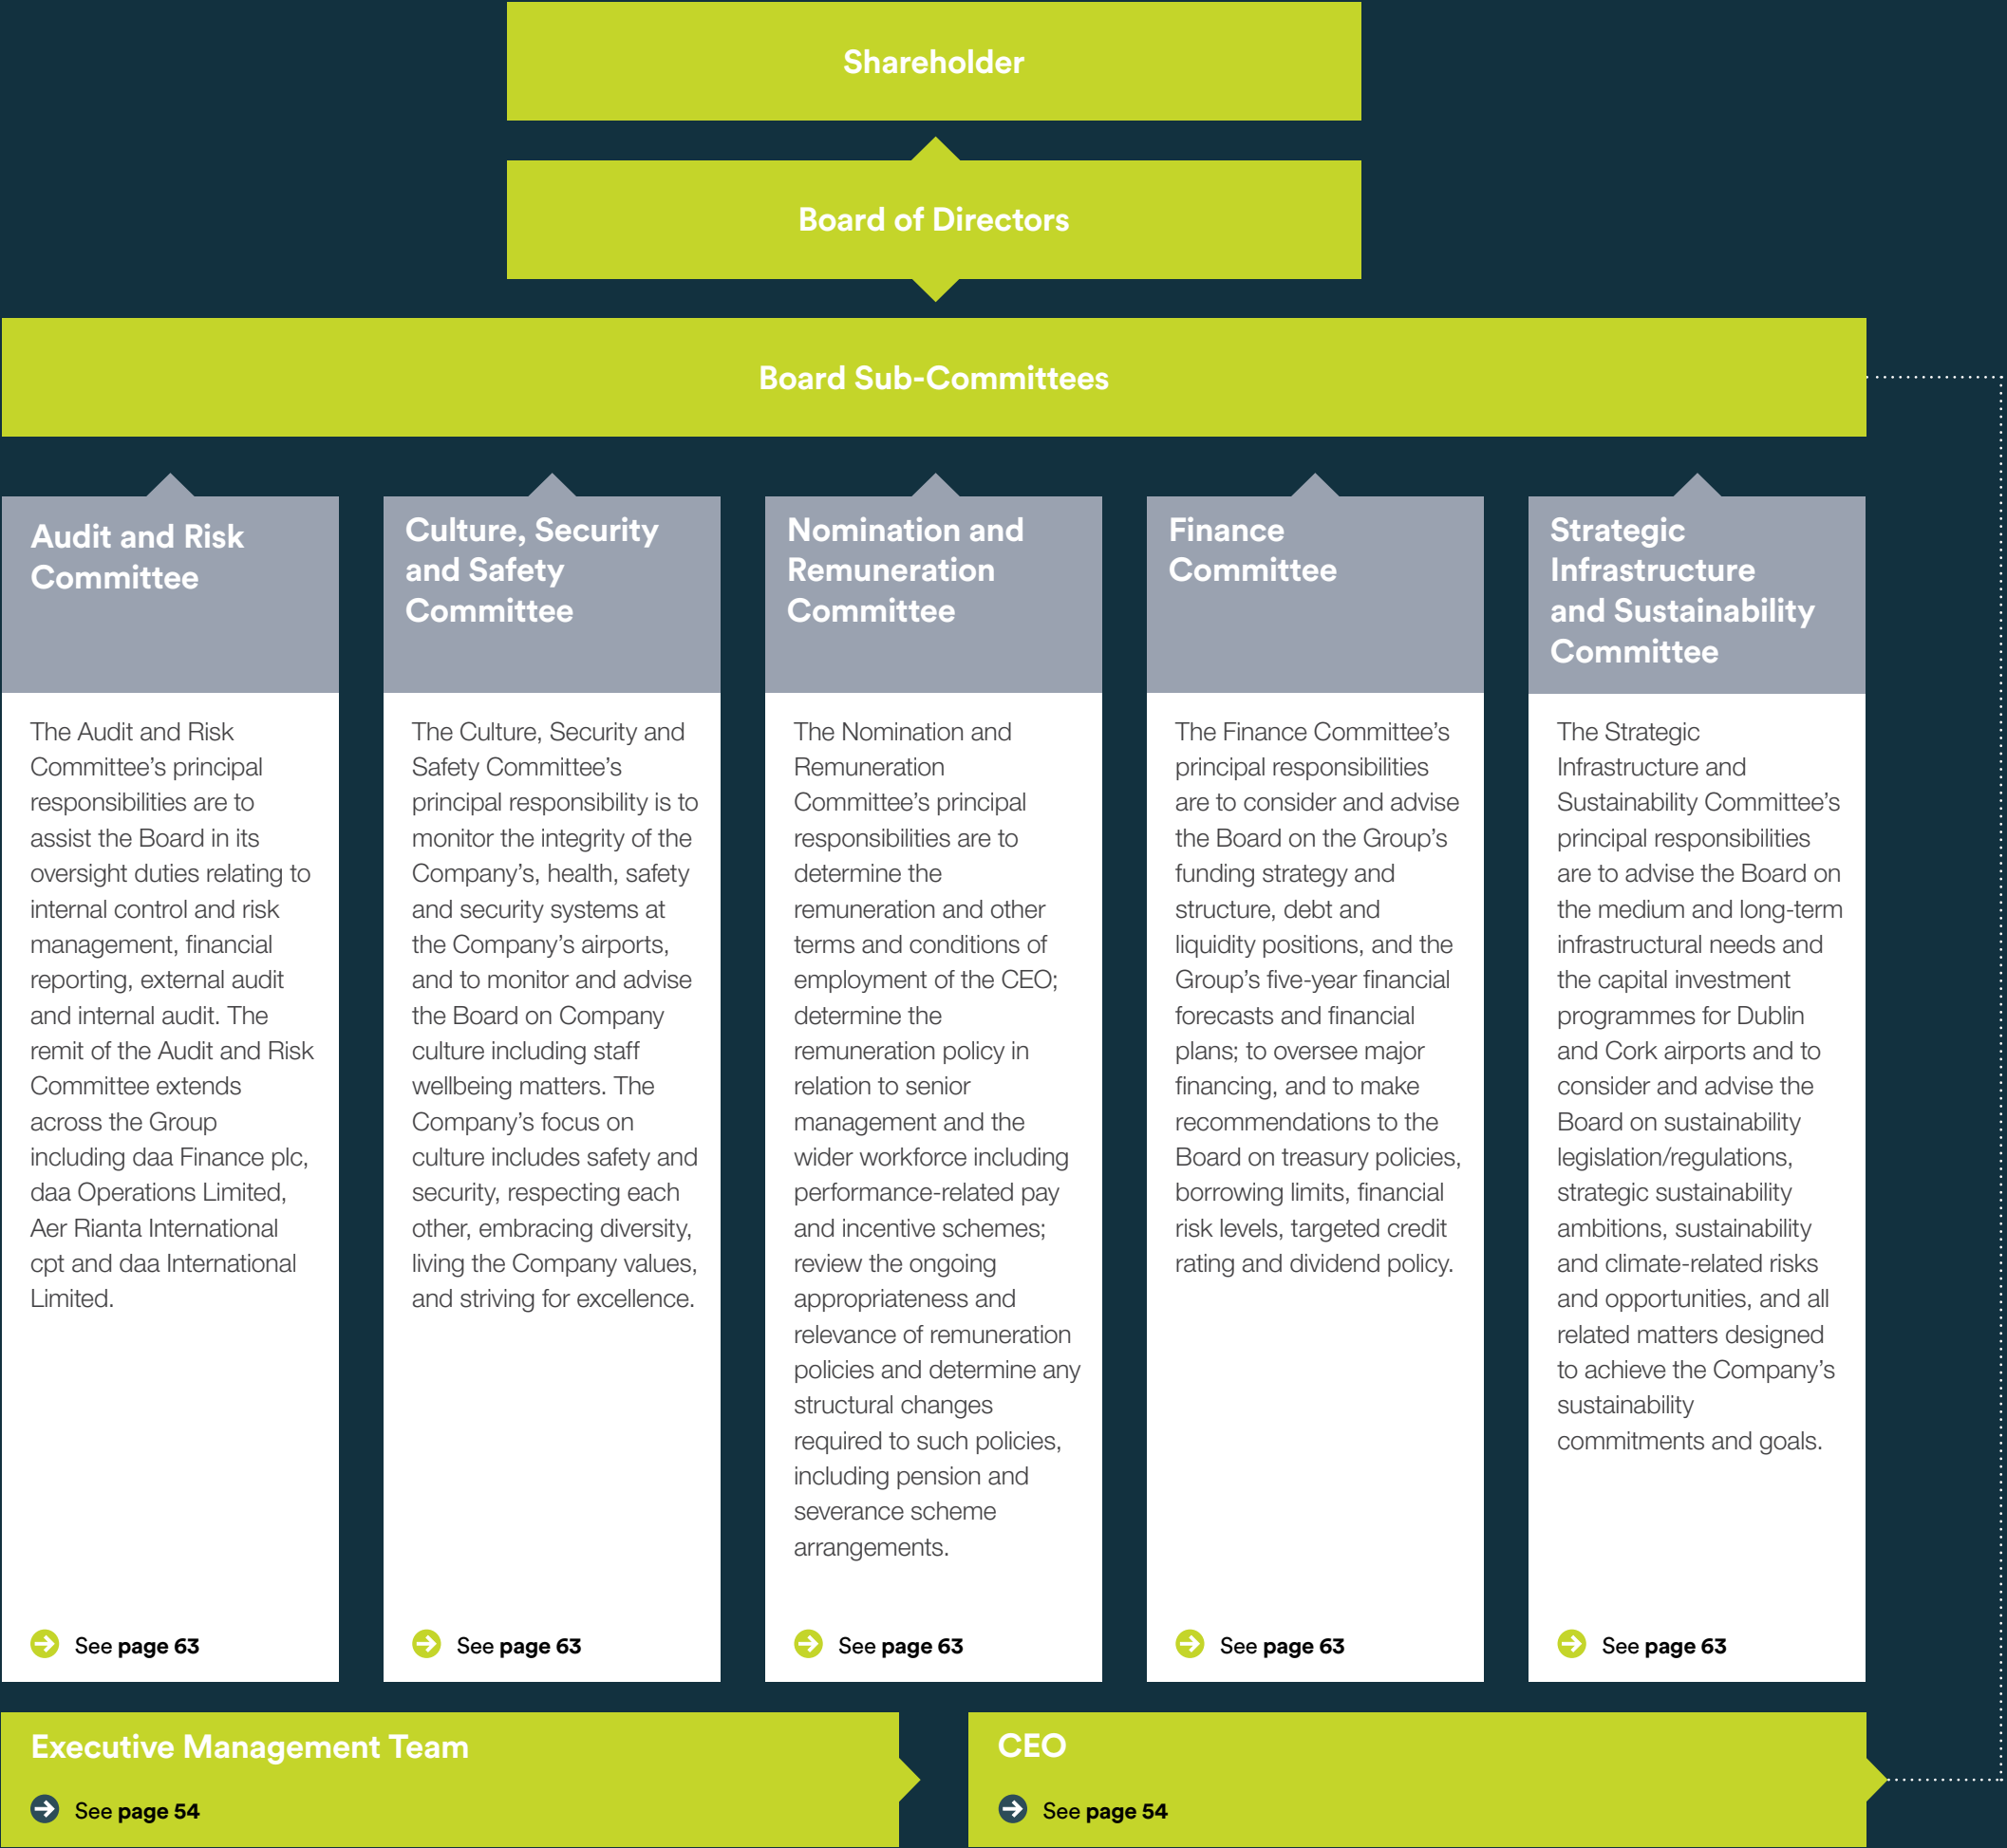 Shareholder
Board of Directors
Board Sub-Committees
Audit and Risk
Committee
The Audit and Risk
Committee’s principal
responsibilities are to
assist the Board in its
oversight duties relating to
internal control and risk
management, financial
reporting, external audit
and internal audit. The
remit of the Audit and Risk
Committee extends
across the Group
including daa Finance plc,
daa Operations Limited,
Aer Rianta International
cpt and daa International
Limited.
See page 63
Culture, Security
and Safety
Committee
The Culture, Security and
Safety Committee’s
principal responsibility is to
monitor the integrity of the
Company’s, health, safety
and security systems at
the Company’s airports,
and to monitor and advise
the Board on Company
culture including staff
wellbeing matters. The
Company’s focus on
culture includes safety and
security, respecting each
other, embracing diversity,
living the Company values,
and striving for excellence.
See page 63
Nomination and
Remuneration
Committee
The Nomination and
Remuneration
Committee’s principal
responsibilities are to
determine the
remuneration and other
terms and conditions of
employment of the CEO;
determine the
remuneration policy in
relation to senior
management and the
wider workforce including
performance-related pay
and incentive schemes;
review the ongoing
appropriateness and
relevance of remuneration
policies and determine any
structural changes
required to such policies,
including pension and
severance scheme
arrangements.
See page 63
Finance
Committee
The Finance Committee’s
principal responsibilities
are to consider and advise
the Board on the Group’s
funding strategy and
structure, debt and
liquidity positions, and the
Group’s five-year financial
forecasts and financial
plans; to oversee major
financing, and to make
recommendations to the
Board on treasury policies,
borrowing limits, financial
risk levels, targeted credit
rating and dividend policy.
See page 63
Strategic
Infrastructure
and Sustainability
Committee
The Strategic
Infrastructure and
Sustainability Committee’s
principal responsibilities
are to advise the Board on
the medium and long-term
infrastructural needs and
the capital investment
programmes for Dublin
and Cork airports and to
consider and advise the
Board on sustainability
legislation/regulations,
strategic sustainability
ambitions, sustainability
and climate-related risks
and opportunities, and all
related matters designed
to achieve the Company’s
sustainability
commitments and goals.
See page 63
Executive Management Team
See page 54
CEO
See page 54